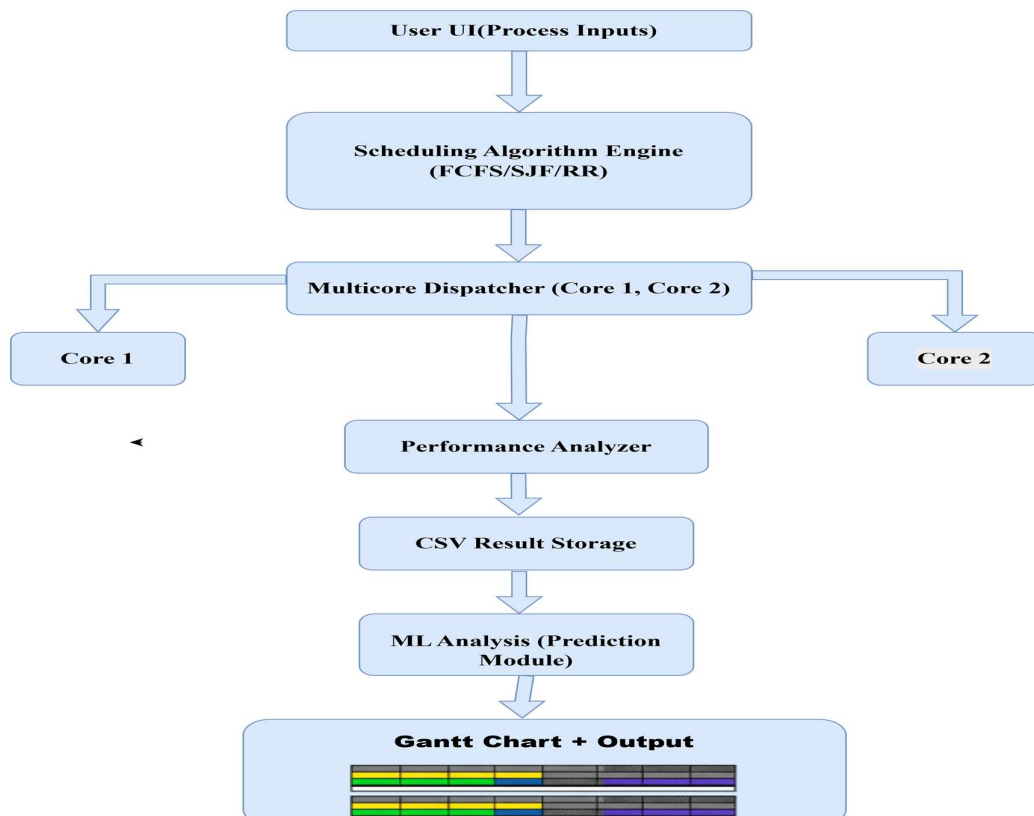 User UI(Process Inputs)
Scheduling Algorithm Engine
(FCFS/SJF/RR)
Multicore Dispatcher (Core 1, Core 2)
Core 1
Core 2
Performance Analyzer
CSV Result Storage
ML Analysis (Prediction
Module)
Gantt Chart + Output